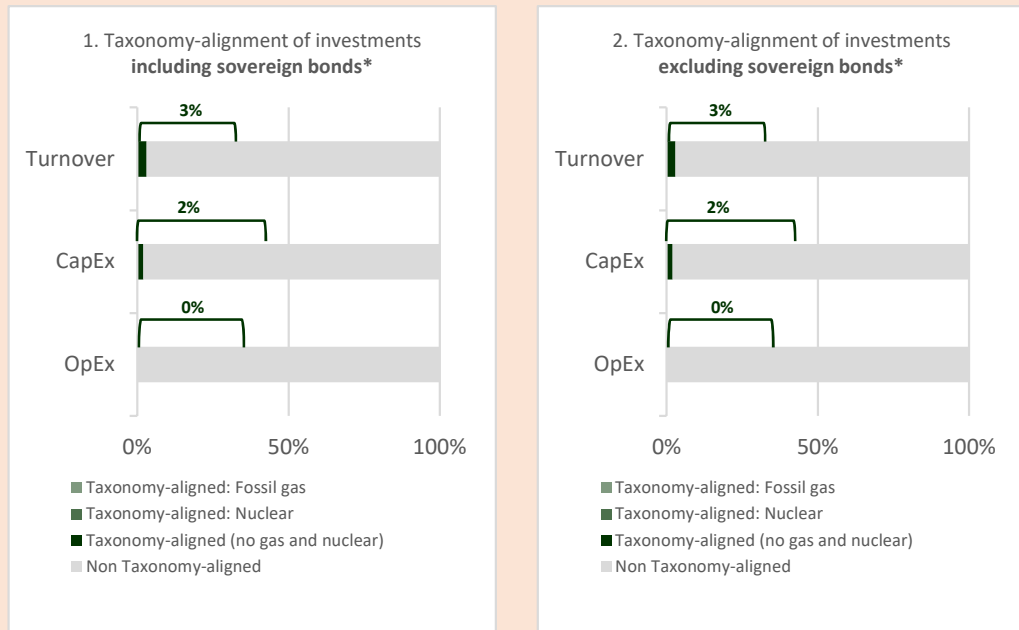 1. Taxonomy-alignment of investments
including sovereign bonds*
3%
Turnover
2%
CapEx
0%
OpEx
0% 50% 100%
Taxonomy-aligned: Fossil gas
Taxonomy-aligned: Nuclear
Taxonomy-aligned (no gas and nuclear)
Non Taxonomy-aligned
2. Taxonomy-alignment of investments
excluding sovereign bonds*
3%
Turnover
2%
CapEx
0%
OpEx
0% 50% 100%
Taxonomy-aligned: Fossil gas
Taxonomy-aligned: Nuclear
Taxonomy-aligned (no gas and nuclear)
Non Taxonomy-aligned